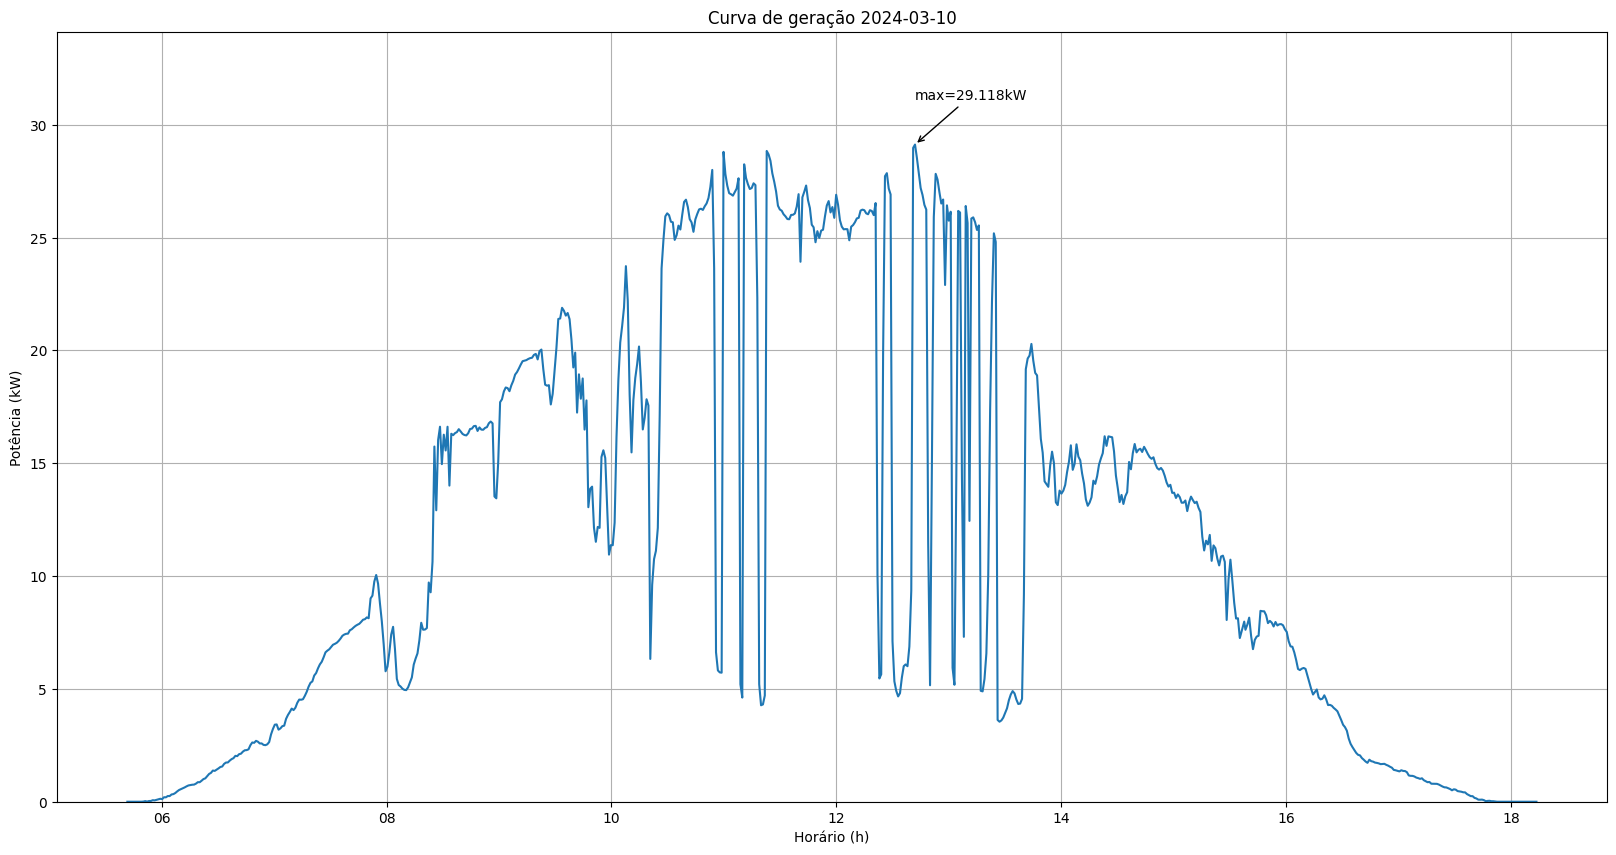 Curva de geração 2024-03-10
max=29.118kW
30
25
20
15
10
5
0
Potência (kW)
06 08 10 12 14 16 18
Horário (h)